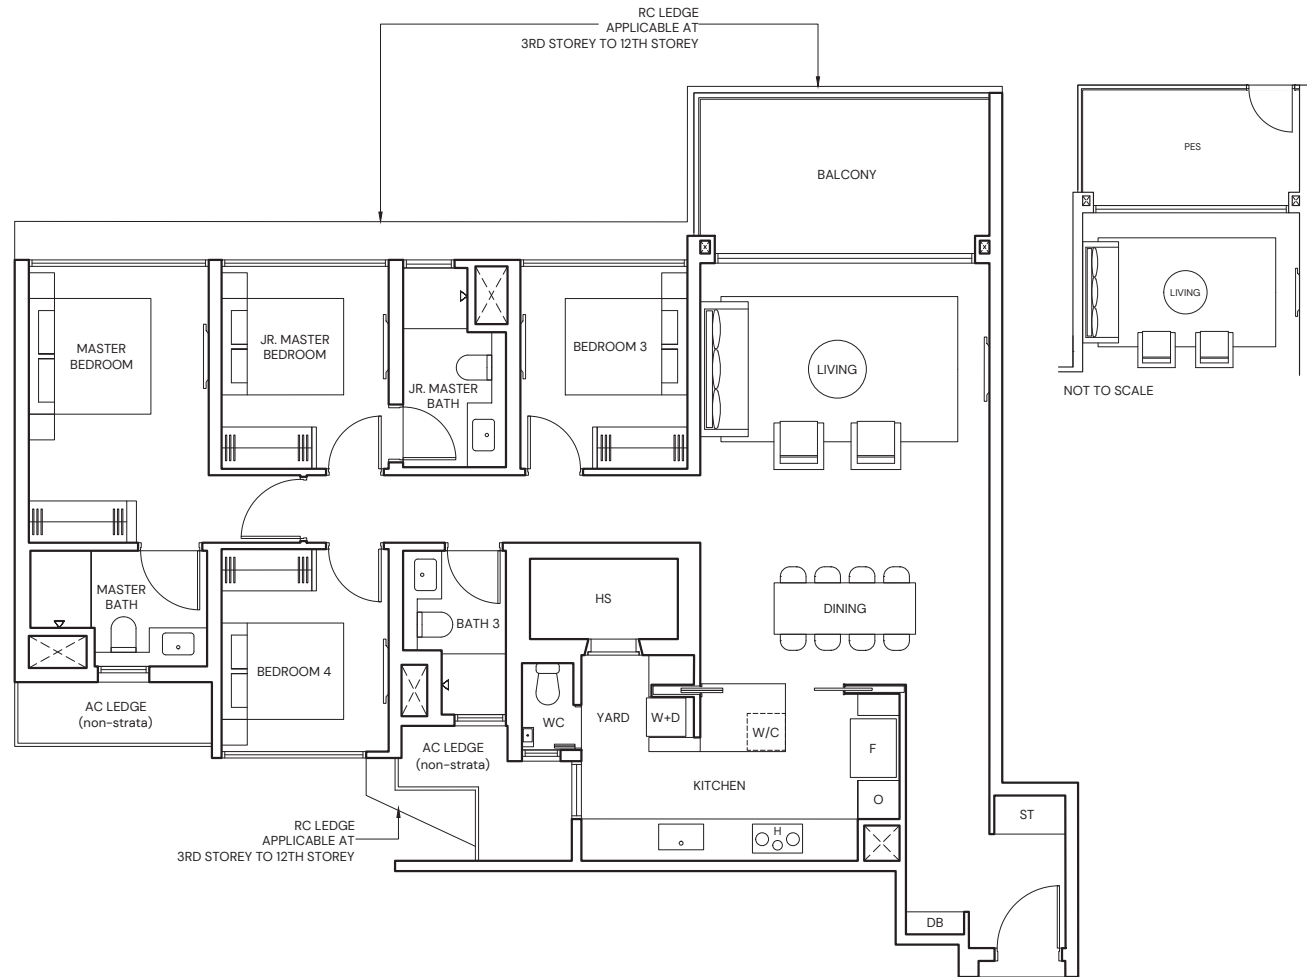 RC LEDGE
APPLICABLE AT
3RD STOREY TO 12TH STOREY
BALCONY
PES
LIVING
NOT TO SCALE
MASTER
BEDROOM
JR. MASTER
BEDROOM
JR. MASTER
BATH
BEDROOM 3
LIVING
MASTER
BATH
BEDROOM 4
BATH 3
HS
DINING
AC LEDGE
(non-strata)
WC
YARD
W+D
W/C
F
AC LEDGE
(non-strata)
KITCHEN
O
H
ST
RC LEDGE
APPLICABLE AT
3RD STOREY TO 12TH STOREY
DB